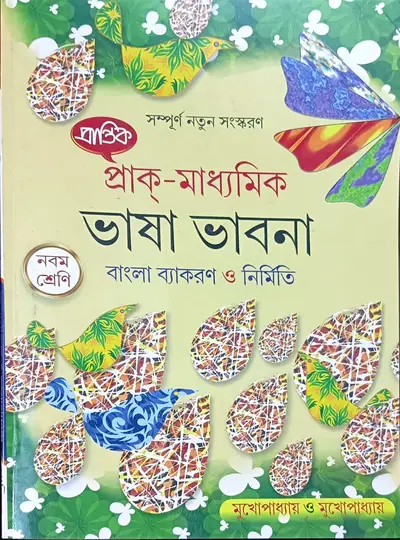 সম্পূর্ণ নতুন সংস্করণ
প্রান্তিক
প্রাক্-মাধ্যমিক
ভাষা ভাবনা
নবম
শ্রেণি
বাংলা ব্যাকরণ ও নির্মিতি
মুখোপাধ্যায় ও মুখোপাধ্যায়